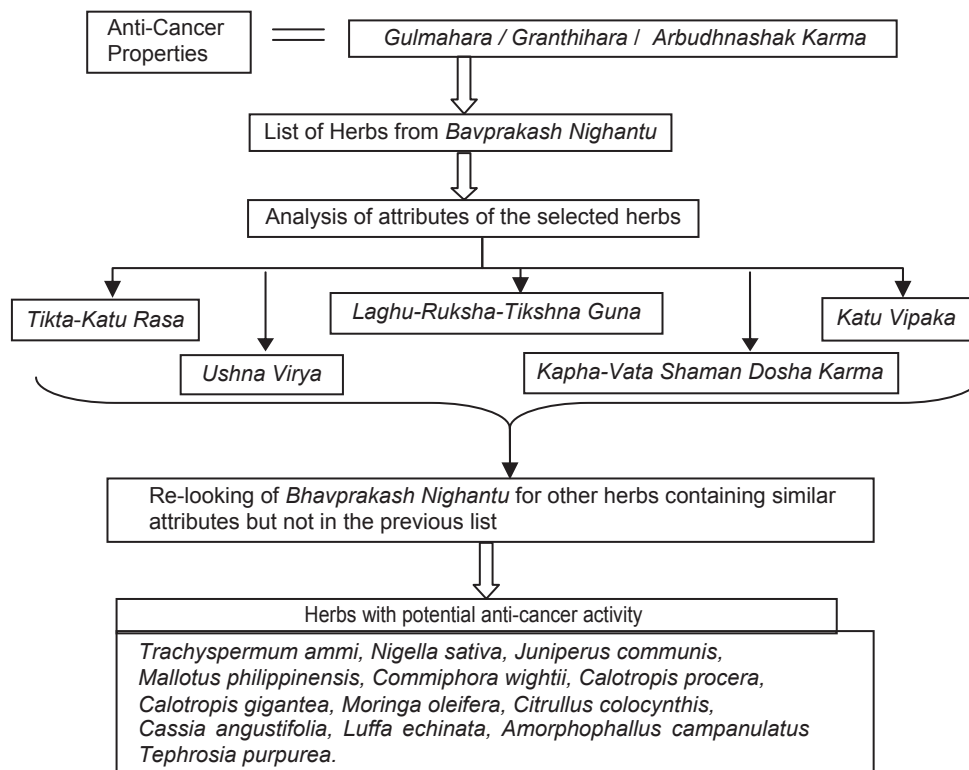 Anti-Cancer
Properties
Gulmahara / Granthihara / Arbudhnashak Karma
List of Herbs from Bavprakash Nighantu
Analysis of attributes of the selected herbs
Tikta-Katu Rasa
Laghu-Ruksha-Tikshna Guna
Katu Vipaka
Ushna Virya
Kapha-Vata Shaman Dosha Karma
Re-looking of Bhavprakash Nighantu for other herbs containing similar
attributes but not in the previous list
Herbs with potential anti-cancer activity
Trachyspermum ammi, Nigella sativa, Juniperus communis,
Mallotus philippinensis, Commiphora wightii, Calotropis procera,
Calotropis gigantea, Moringa oleifera, Citrullus colocynthis,
Cassia angustifolia, Luffa echinata, Amorphophallus campanulatus
Tephrosia purpurea.